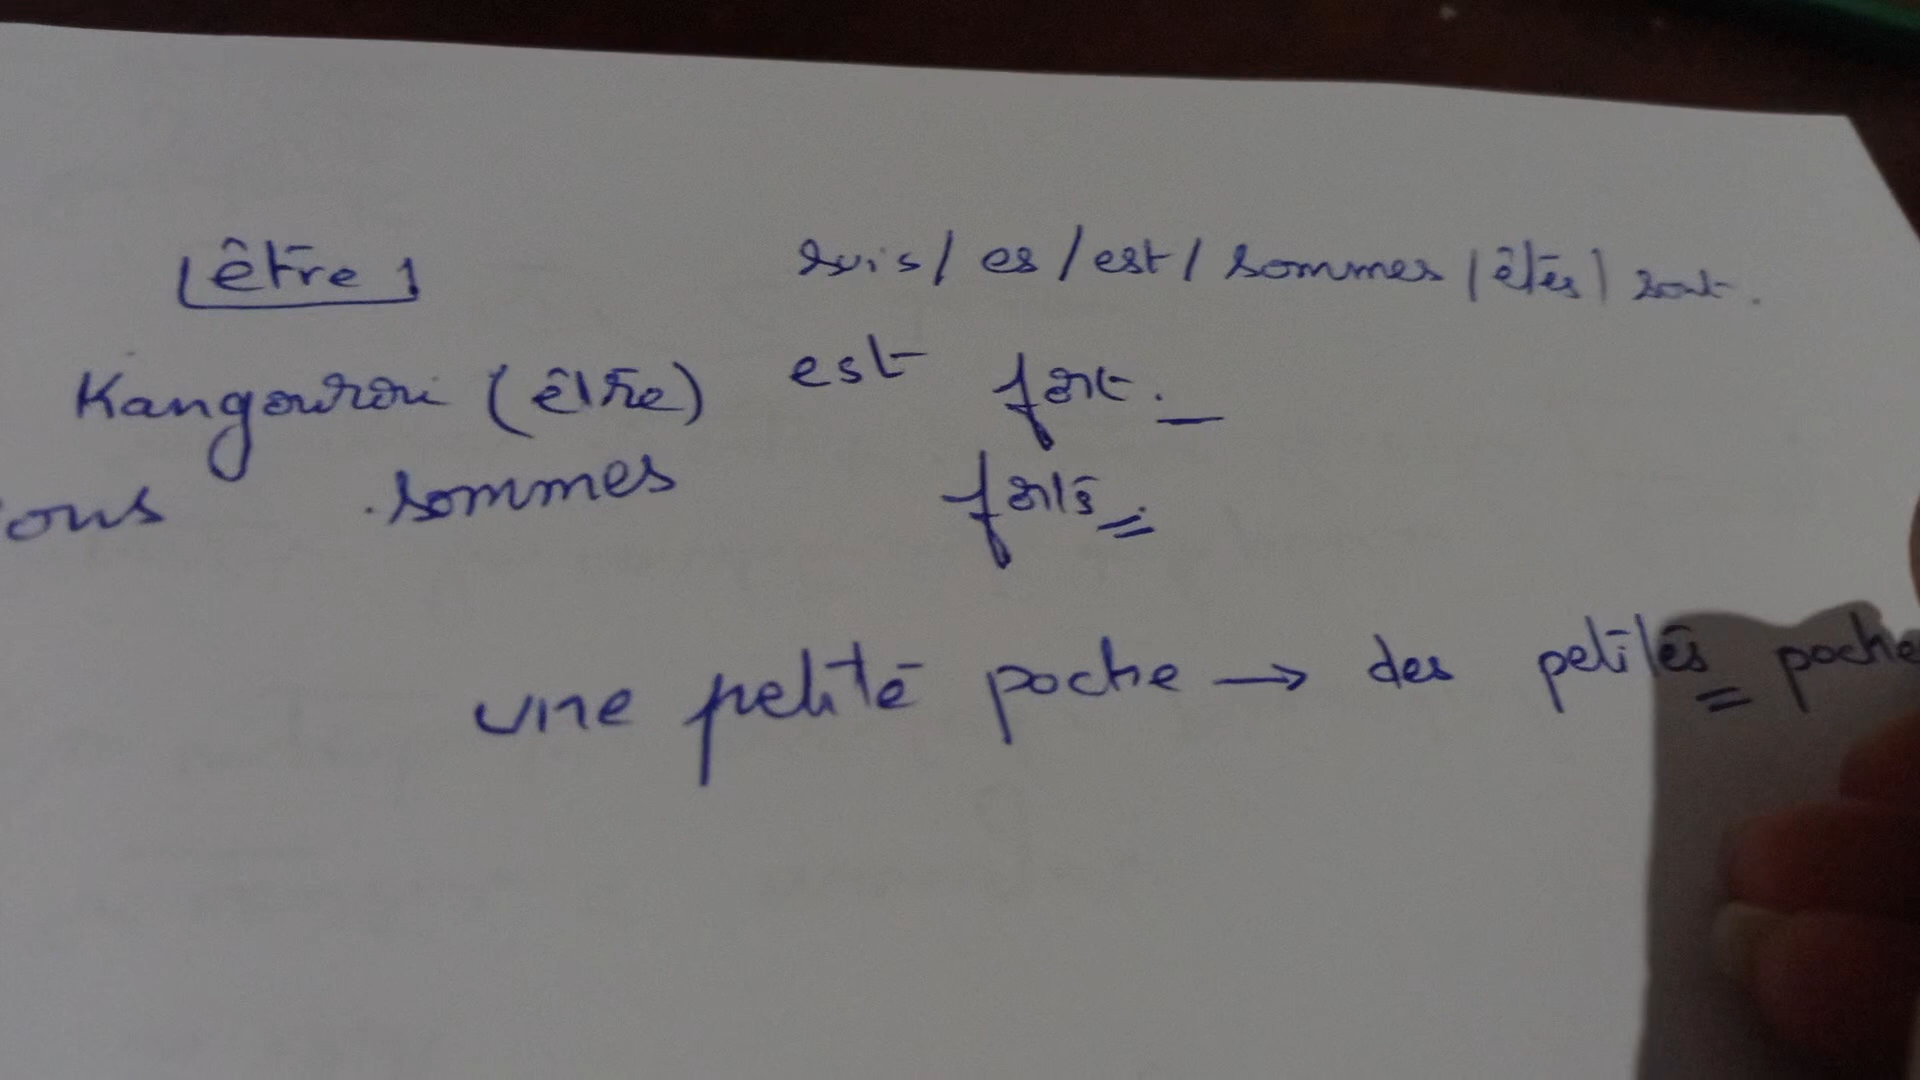 être suis / es / est / sommes / êtes / sont.
Kangourou (être) est fort.
ous sommes forts.
une petite poche → des petites poche